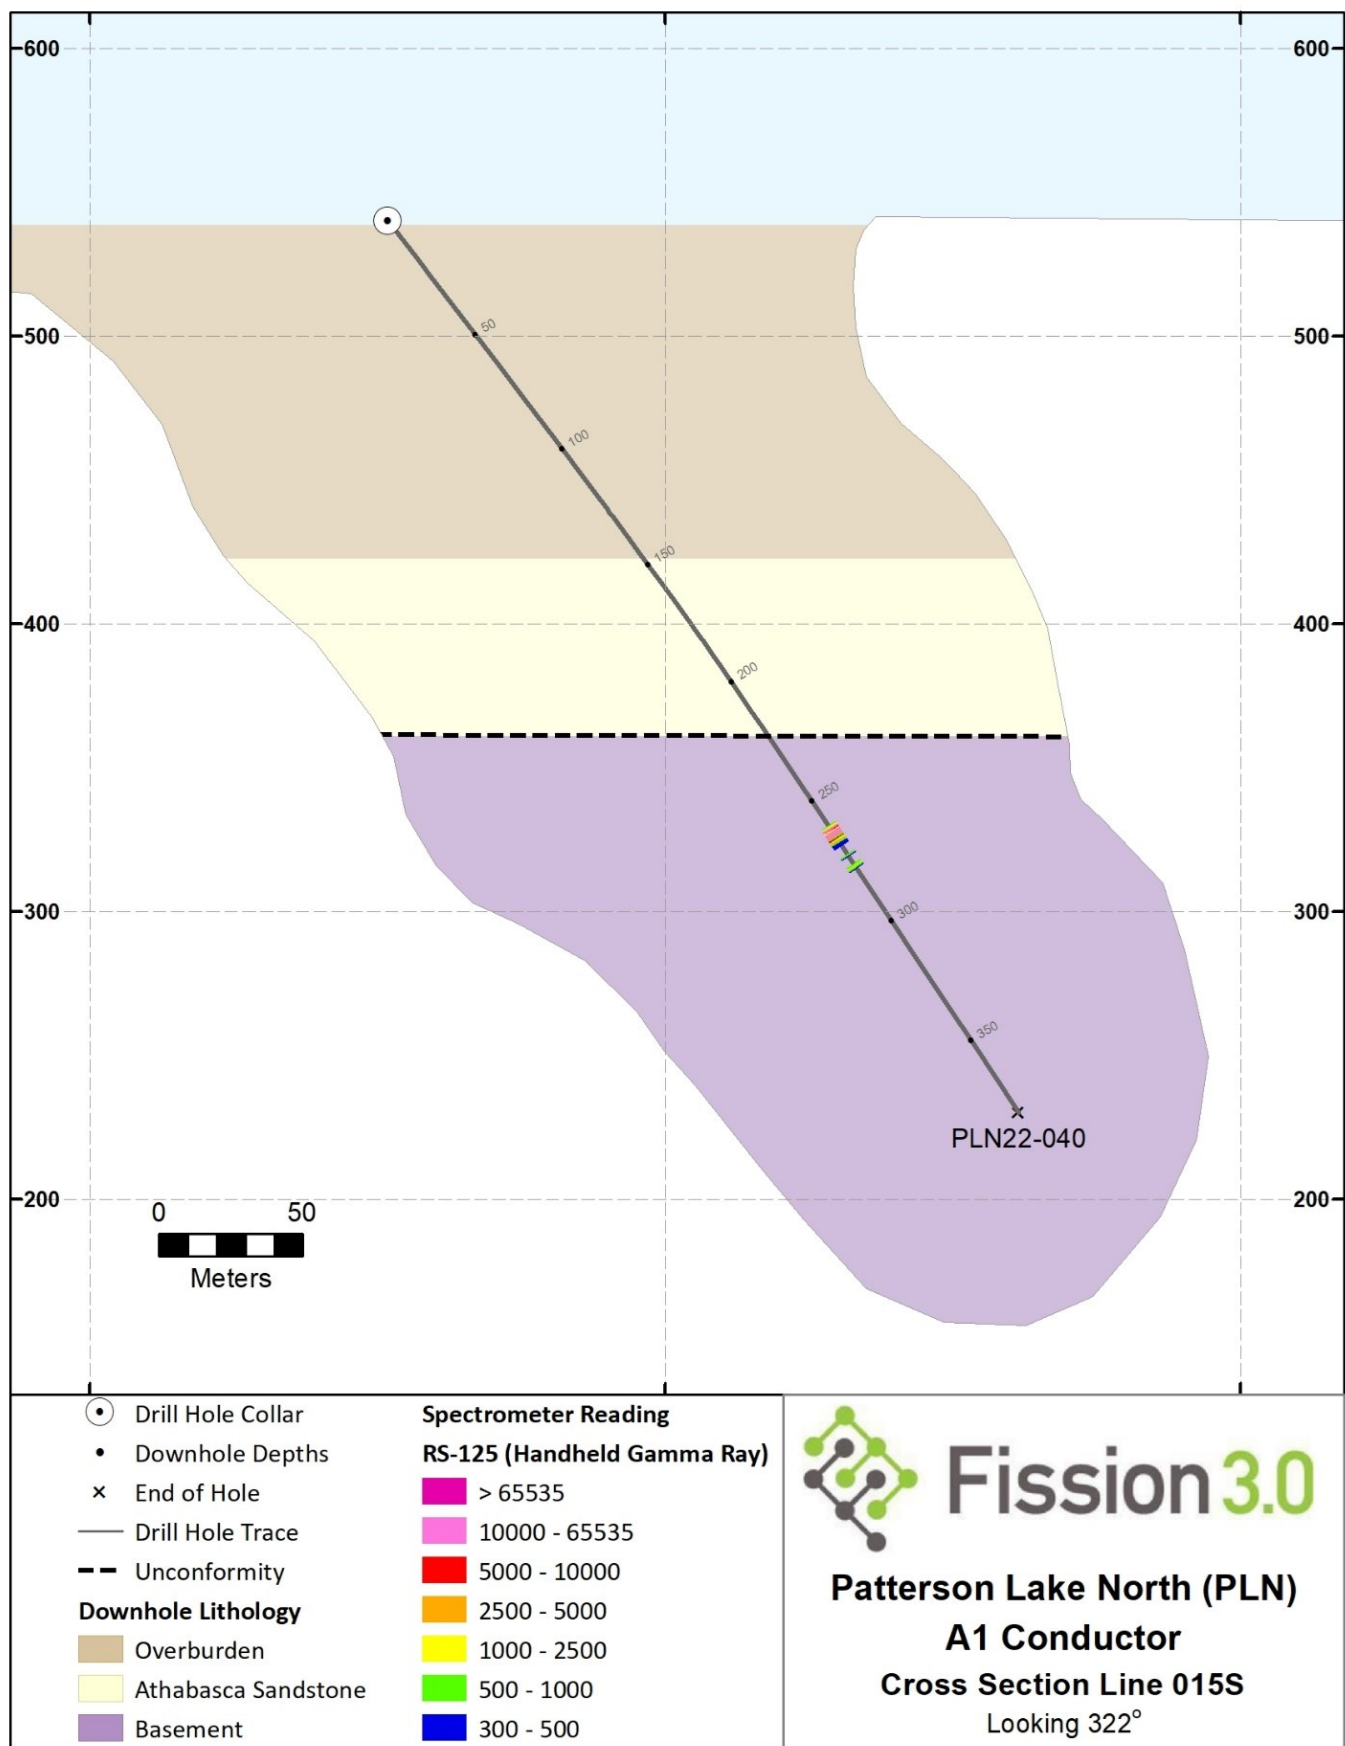 600 600
500 500
400 400
300 300
200 200
50
100
150
200
250
300
350
PLN22-040
0 50
Meters
Drill Hole Collar
Downhole Depths
End of Hole
Drill Hole Trace
Unconformity
Downhole Lithology
Overburden
Athabasca Sandstone
Basement
Spectrometer Reading
RS-125 (Handheld Gamma Ray)
> 65535
10000 - 65535
5000 - 10000
2500 - 5000
1000 - 2500
500 - 1000
300 - 500
Fission 3.0
Patterson Lake North (PLN)
A1 Conductor
Cross Section Line 015S
Looking 322°